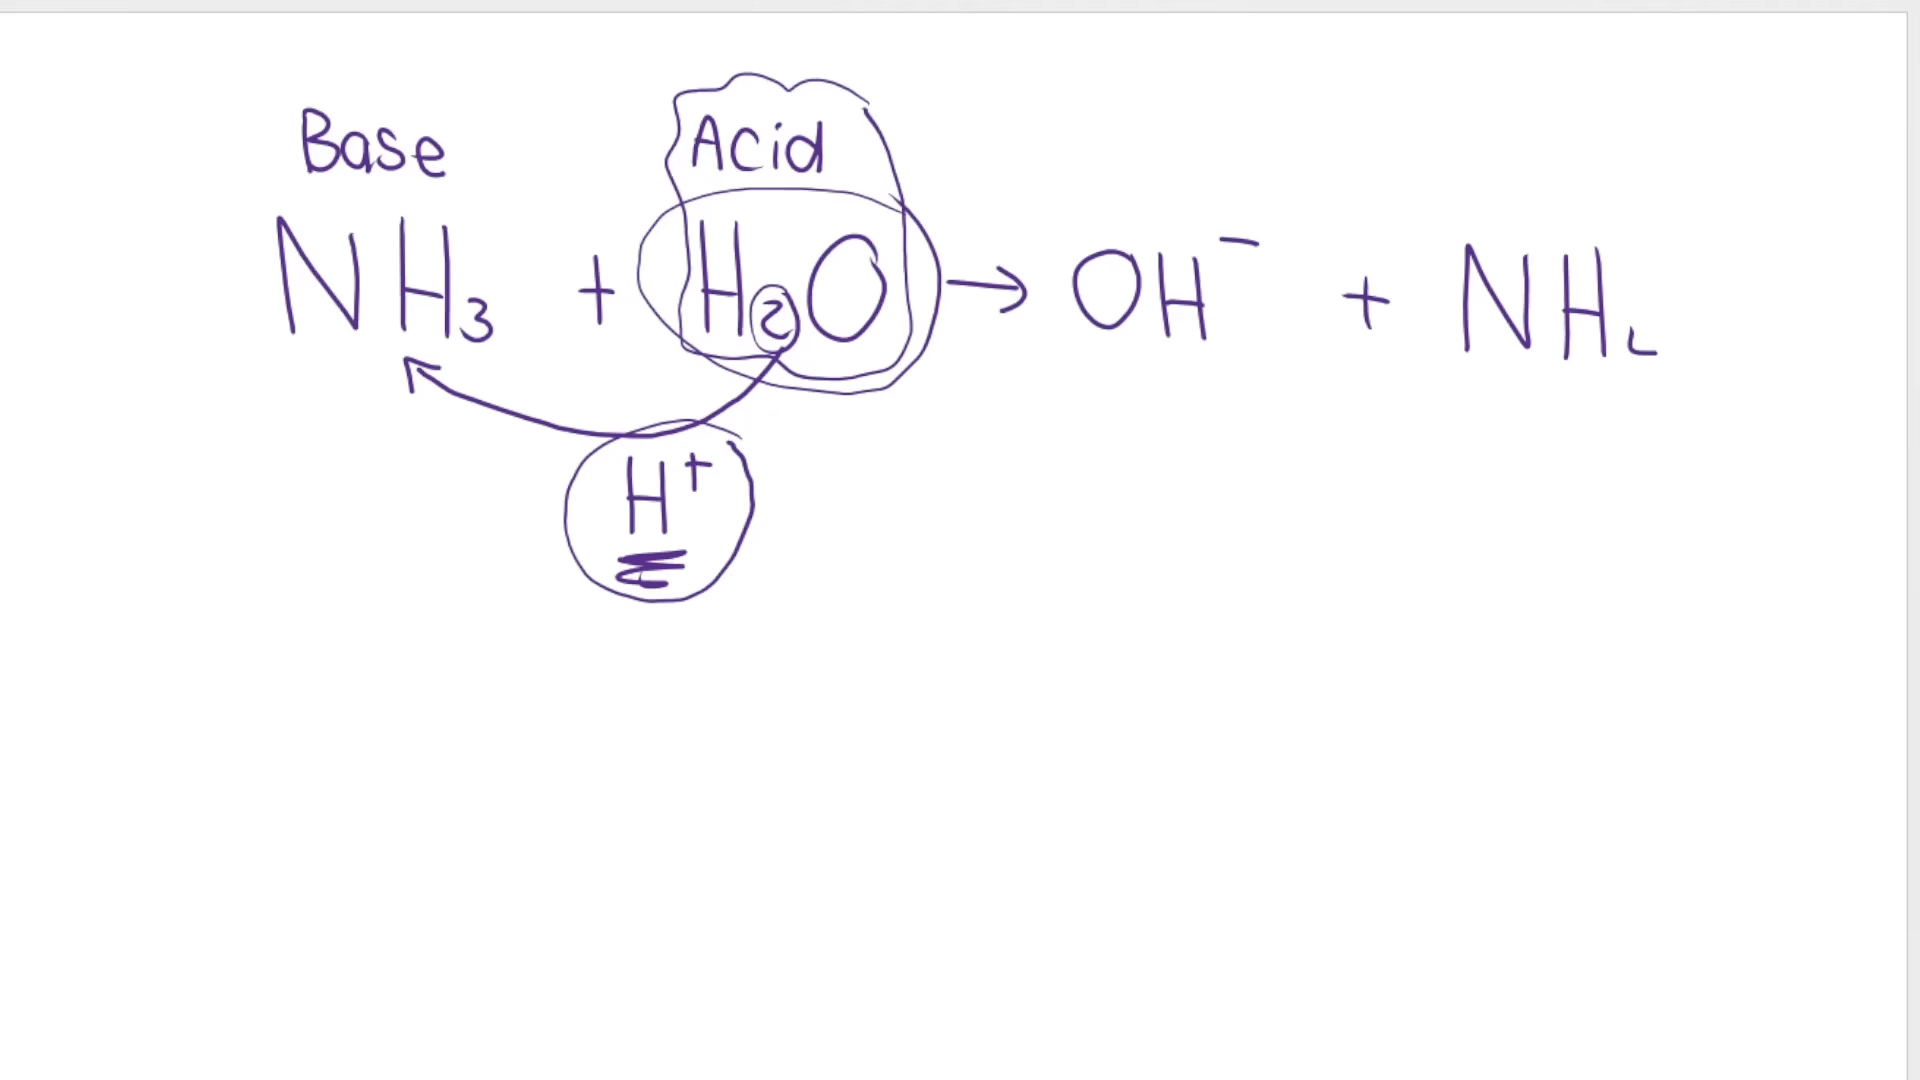 Base Acid
NH₃ + H₂O → OH⁻ + NH
H⁺